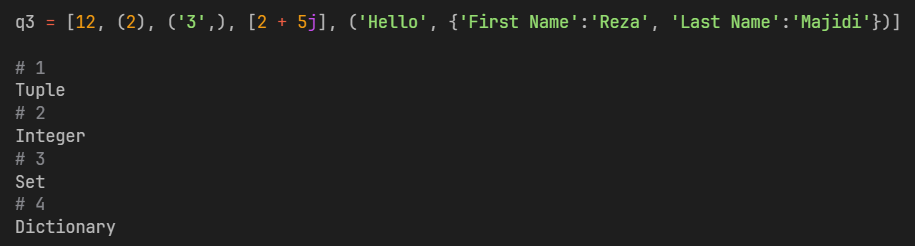 q3 = [12, (2), ('3',), [2 + 5j], ('Hello', {'First Name':'Reza', 'Last Name':'Majidi'})]
# 1
Tuple
# 2
Integer
# 3
Set
# 4
Dictionary